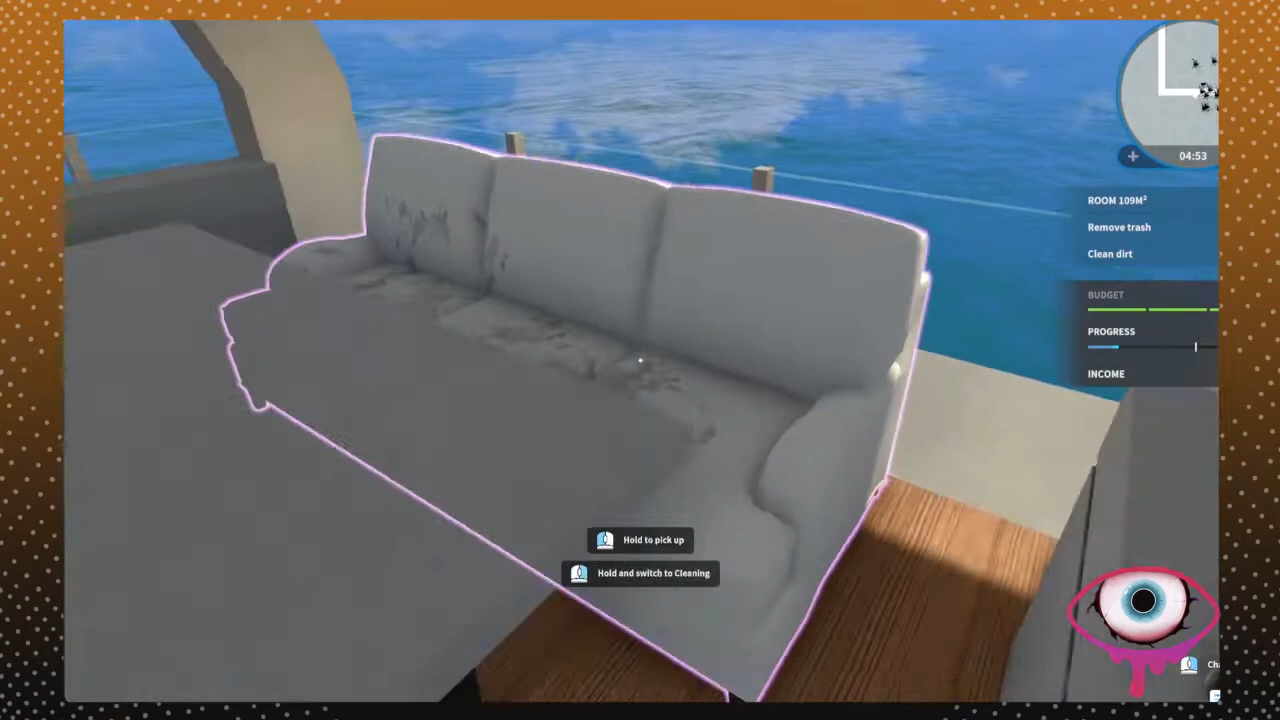 04:53
ROOM 109M²
Remove trash
Clean dirt
BUDGET
PROGRESS
INCOME
Hold to pick up
Hold and switch to Cleaning